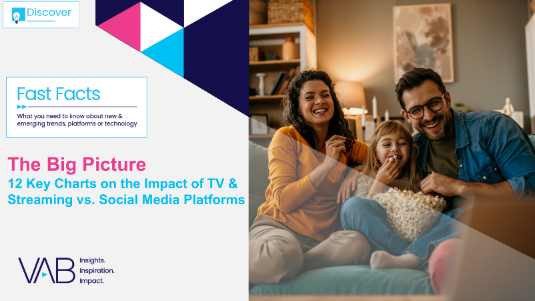 Discover
Fast Facts
What you need to know about new &
emerging trends, platforms or technology
The Big Picture
12 Key Charts on the Impact of TV &
Streaming vs. Social Media Platforms
VAB
Insights.
Inspiration.
Impact.